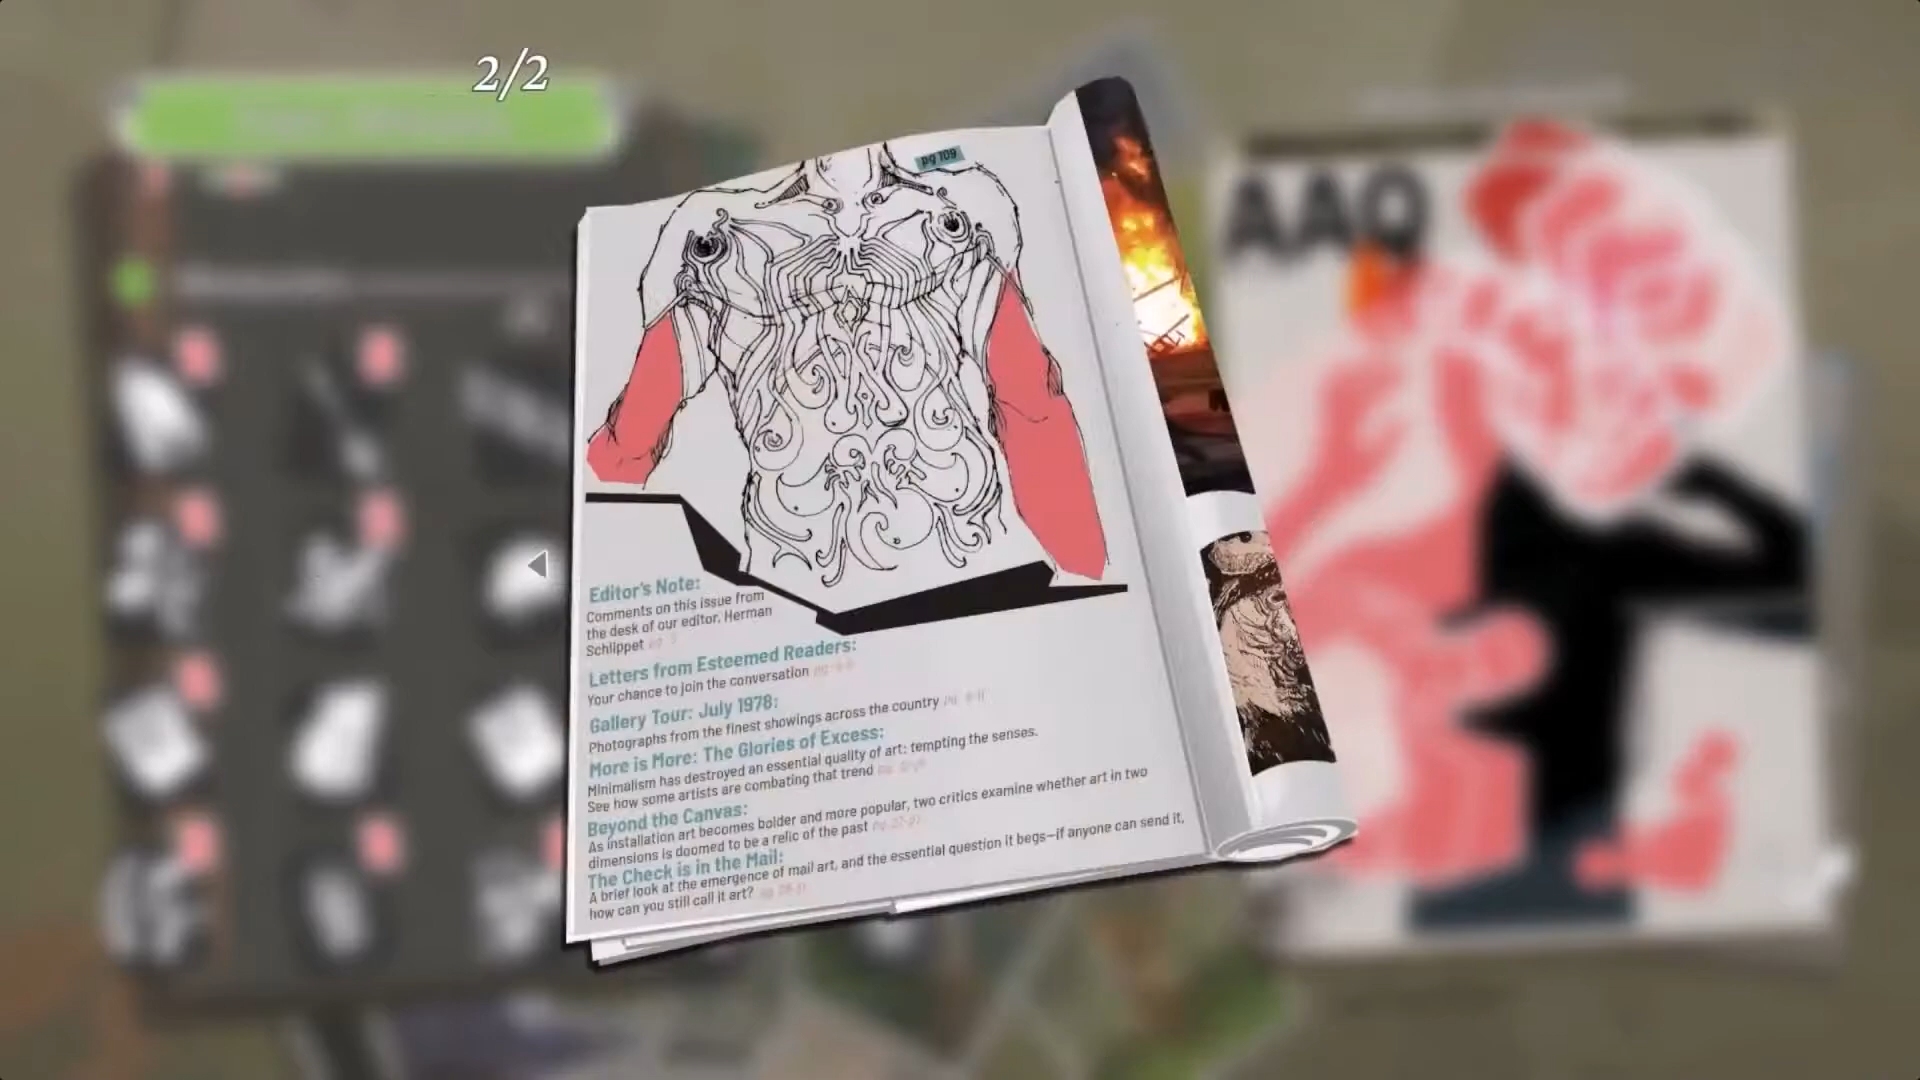 2/2
AAQ
pg 109
Editor's Note:
Comments on this issue from
the desk of our editor, Herman
Schlippet
Letters from Esteemed Readers:
Your chance to join the conversation
Gallery Tour: July 1978:
Photographs from the finest showings across the country
More is More: The Glories of Excess:
Minimalism has destroyed an essential quality of art: tempting the senses.
See how some artists are combating that trend
Beyond the Canvas:
As installation art becomes bolder and more popular, two critics examine whether art in two
dimensions is doomed to be a relic of the past
The Check is in the Mail:
A brief look at the emergence of mail art, and the essential question it begs—if anyone can send it,
how can you still call it art?